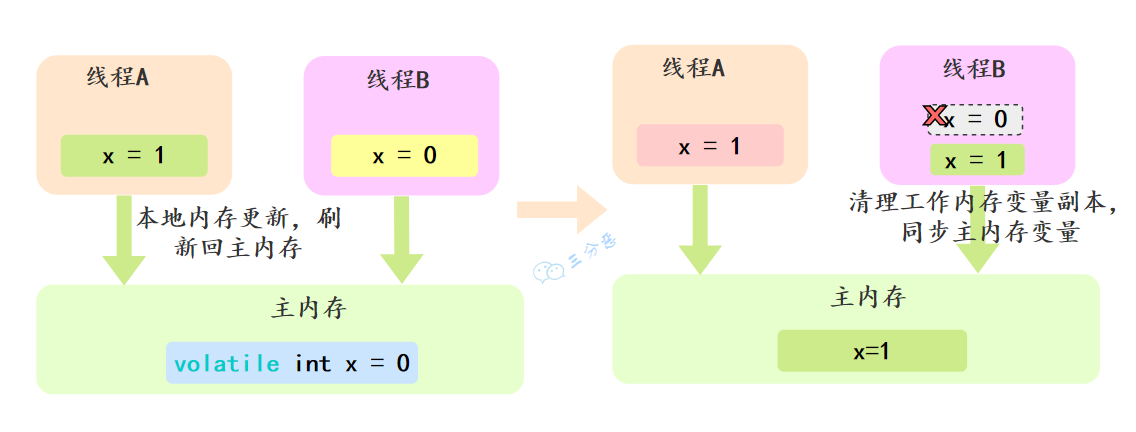 线程A
x = 1
线程B
x = 0
本地内存更新，刷
新回主内存
主内存
volatile int x = 0
三分恶
线程A
x = 1
线程B
x = 0
x = 1
清理工作内存变量副本，
同步主内存变量
主内存
x=1